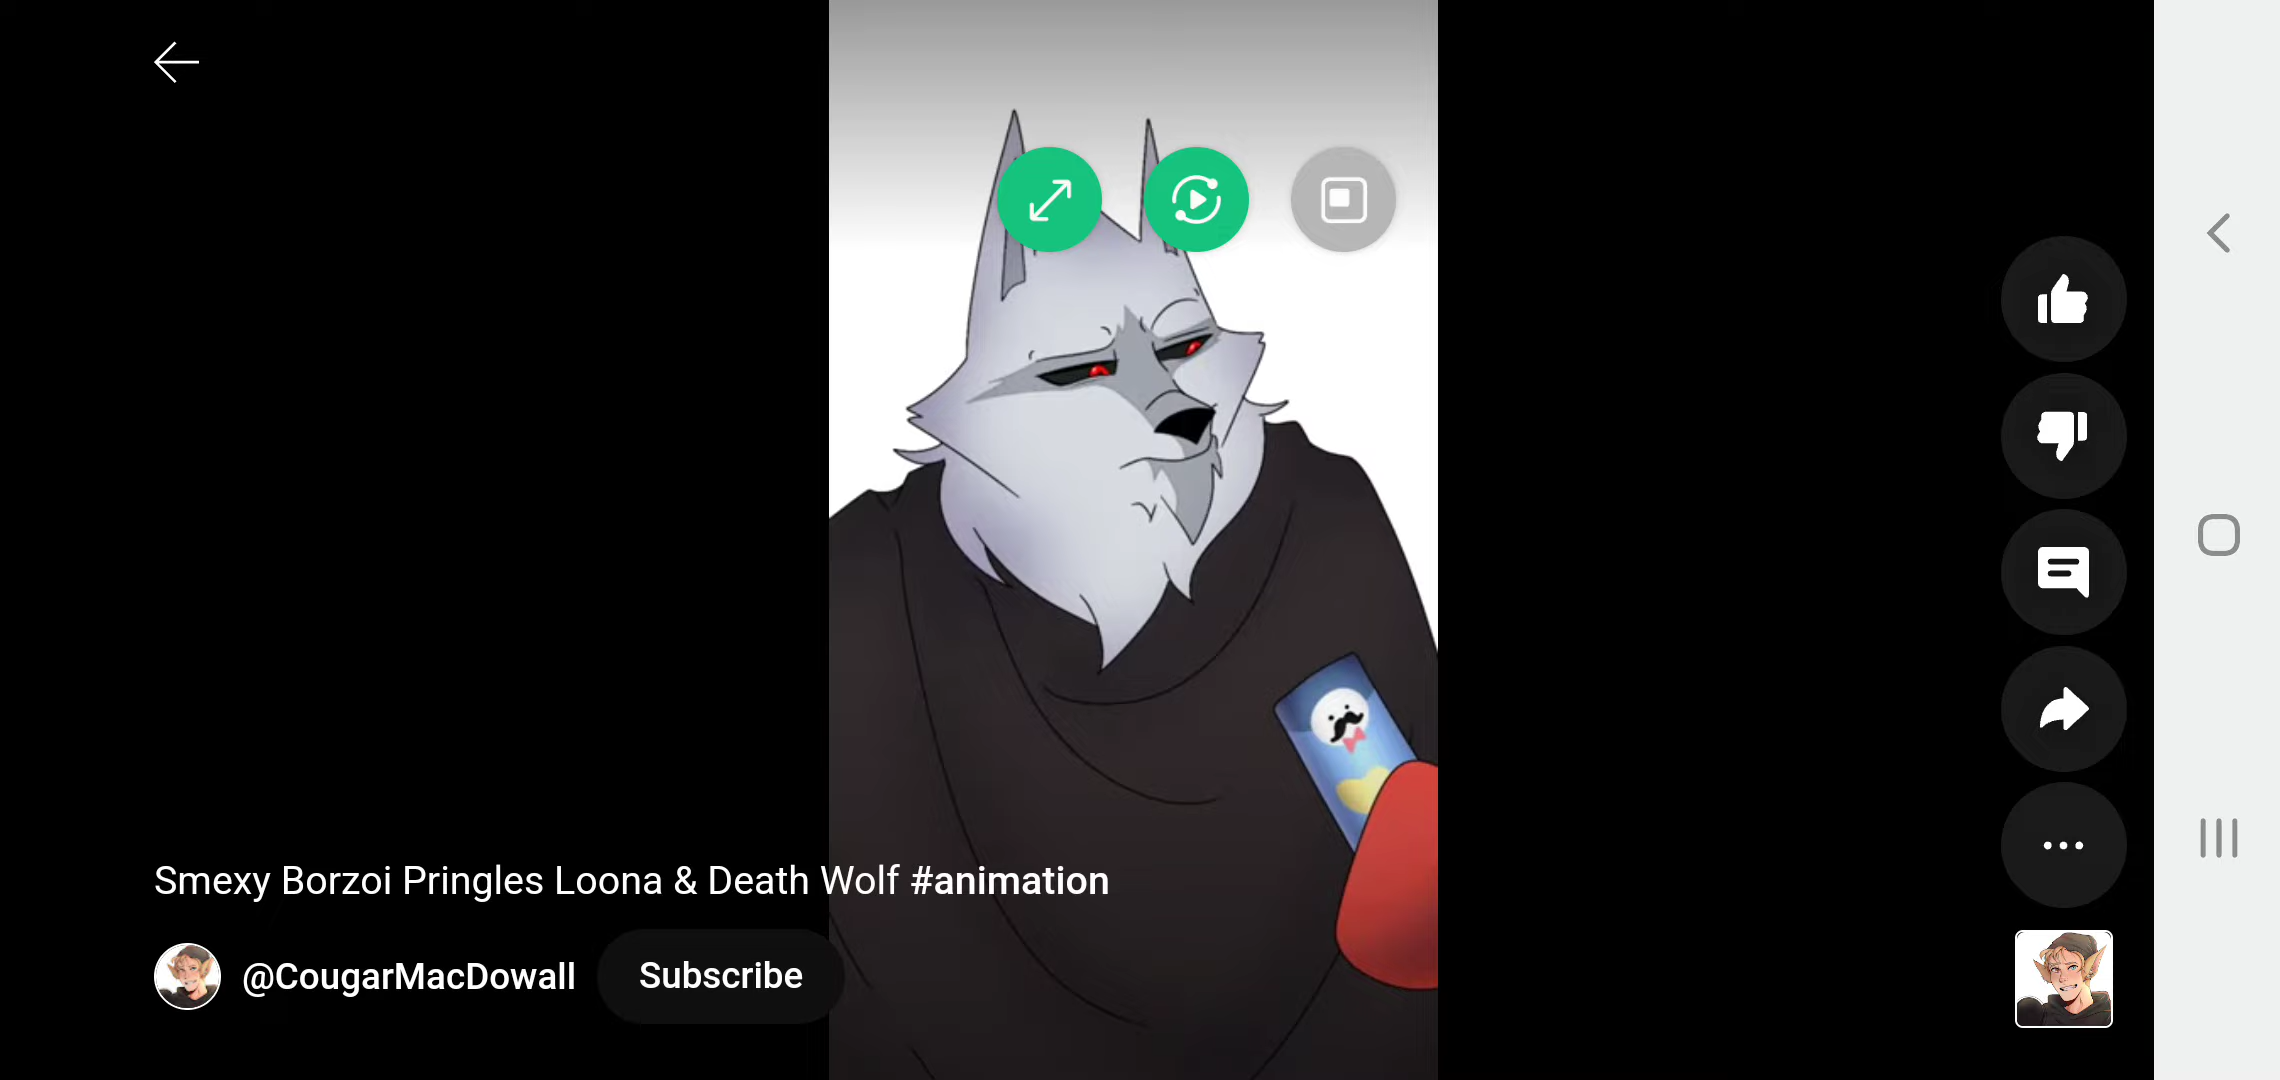 Smexy Borzoi Pringles Loona & Death Wolf #animation
@CougarMacDowall
Subscribe